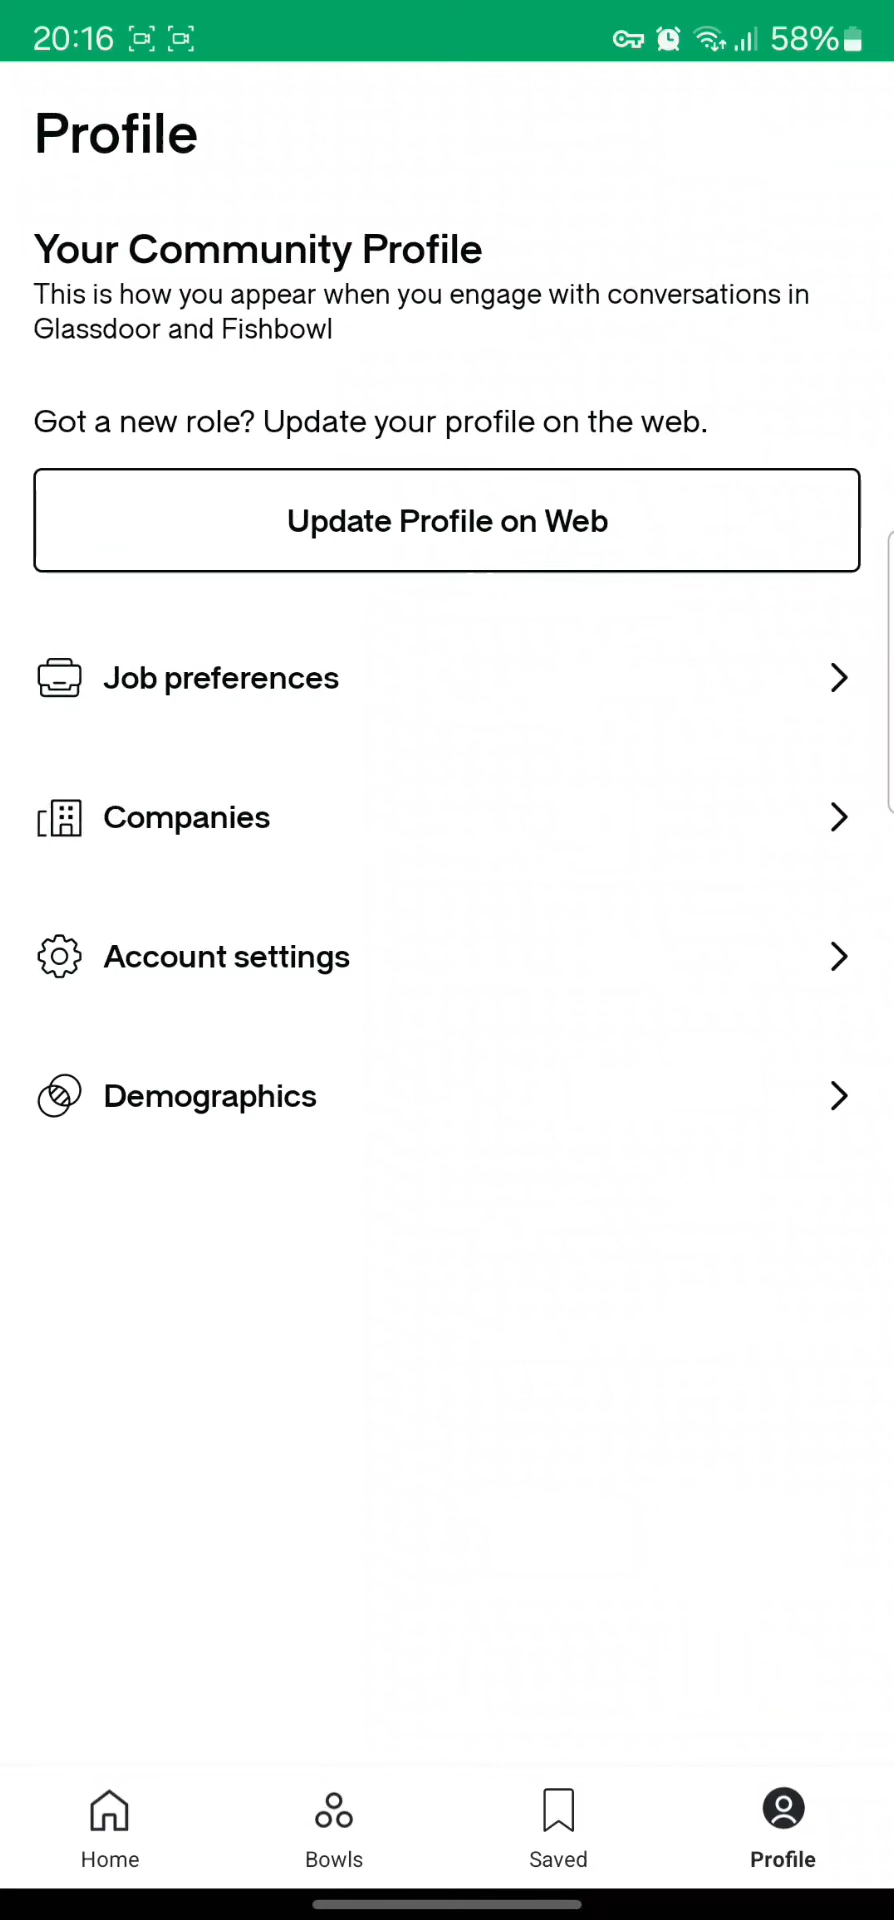 20:16 58%
Profile
Your Community Profile
This is how you appear when you engage with conversations in
Glassdoor and Fishbowl
Got a new role? Update your profile on the web.
Update Profile on Web
Job preferences
Companies
Account settings
Demographics
Home Bowls Saved Profile